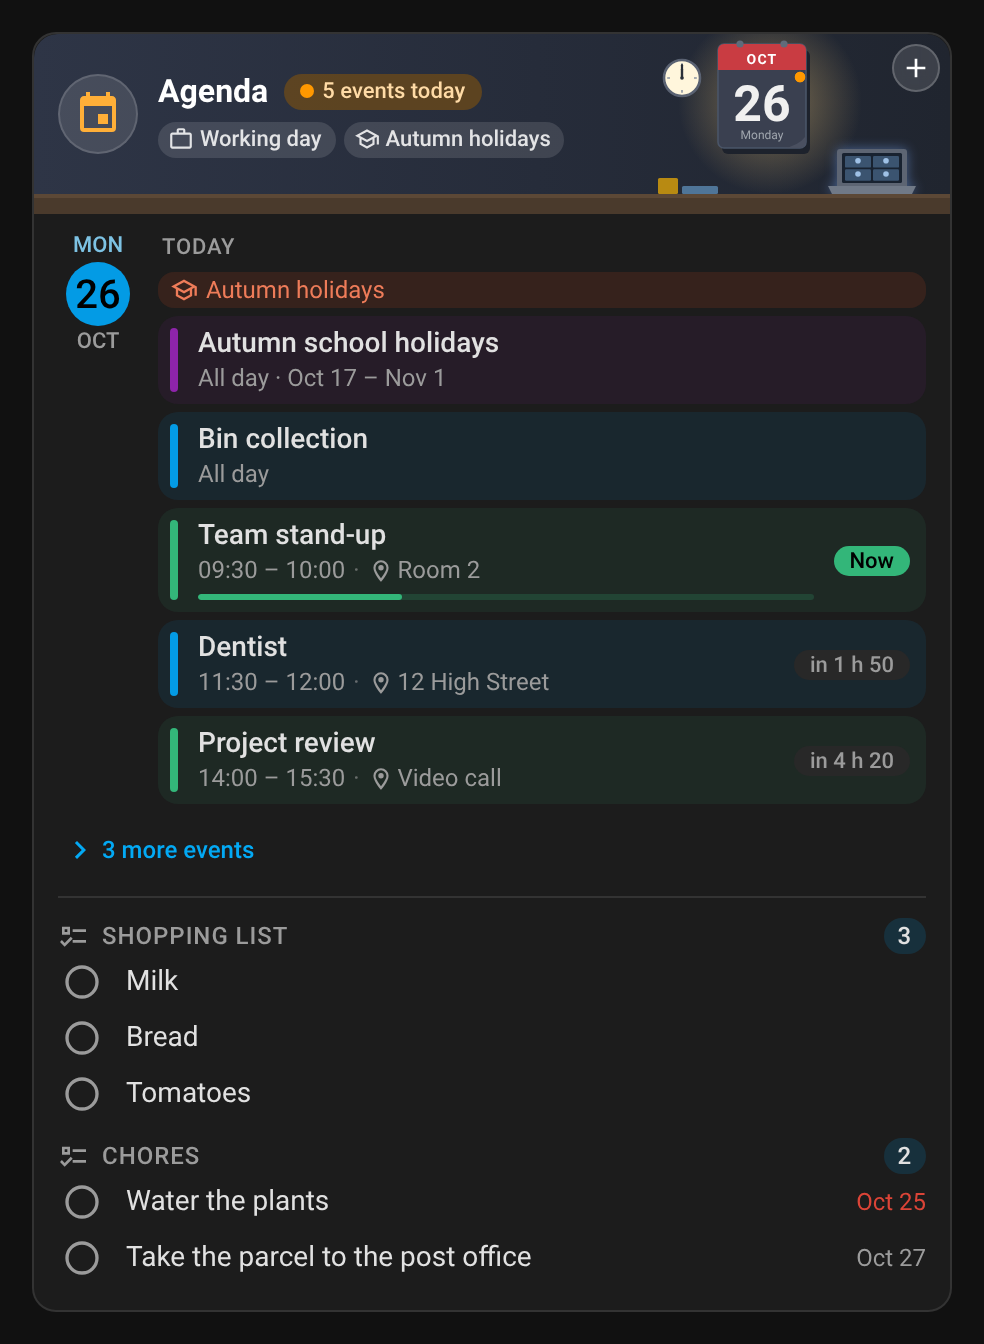 Agenda
5 events today
Working day
Autumn holidays
OCT
26
Monday
MON
26
OCT
TODAY
Autumn holidays
Autumn school holidays
All day · Oct 17 – Nov 1
Bin collection
All day
Team stand-up
09:30 – 10:00 · Room 2
Now
Dentist
11:30 – 12:00 · 12 High Street
in 1 h 50
Project review
14:00 – 15:30 · Video call
in 4 h 20
3 more events
SHOPPING LIST
3
Milk
Bread
Tomatoes
CHORES
2
Water the plants
Oct 25
Take the parcel to the post office
Oct 27